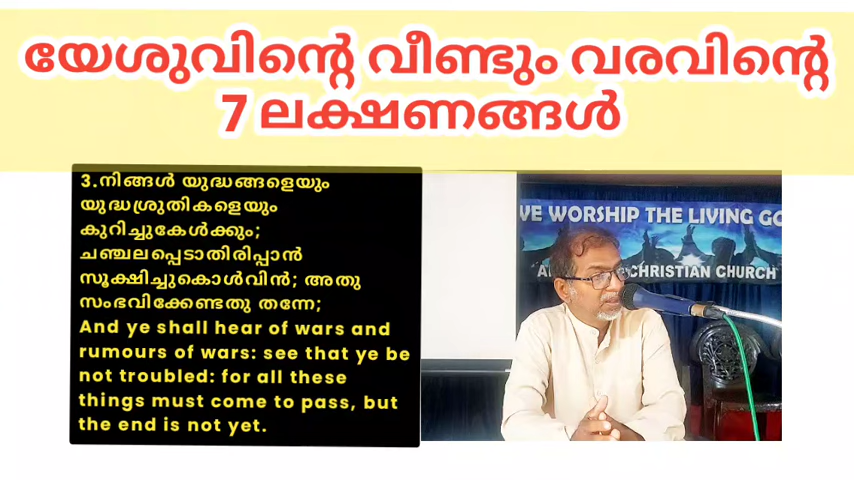 യേശുവിന്റെ വീണ്ടും വരവിന്റെ
7 ലക്ഷണങ്ങൾ
3.നിങ്ങൾ യുദ്ധങ്ങളെയും
യുദ്ധശ്രുതികളെയും
കുറിച്ചുകേൾക്കും;
ചഞ്ചലപ്പെടാതിരിപ്പാൻ
സൂക്ഷിച്ചുകൊൾവിൻ; അതു
സംഭവിക്കേണ്ടതു തന്നേ;
And ye shall hear of wars and
rumours of wars: see that ye be
not troubled: for all these
things must come to pass, but
the end is not yet.
WE WORSHIP THE LIVING GO
CHRISTIAN CHURCH